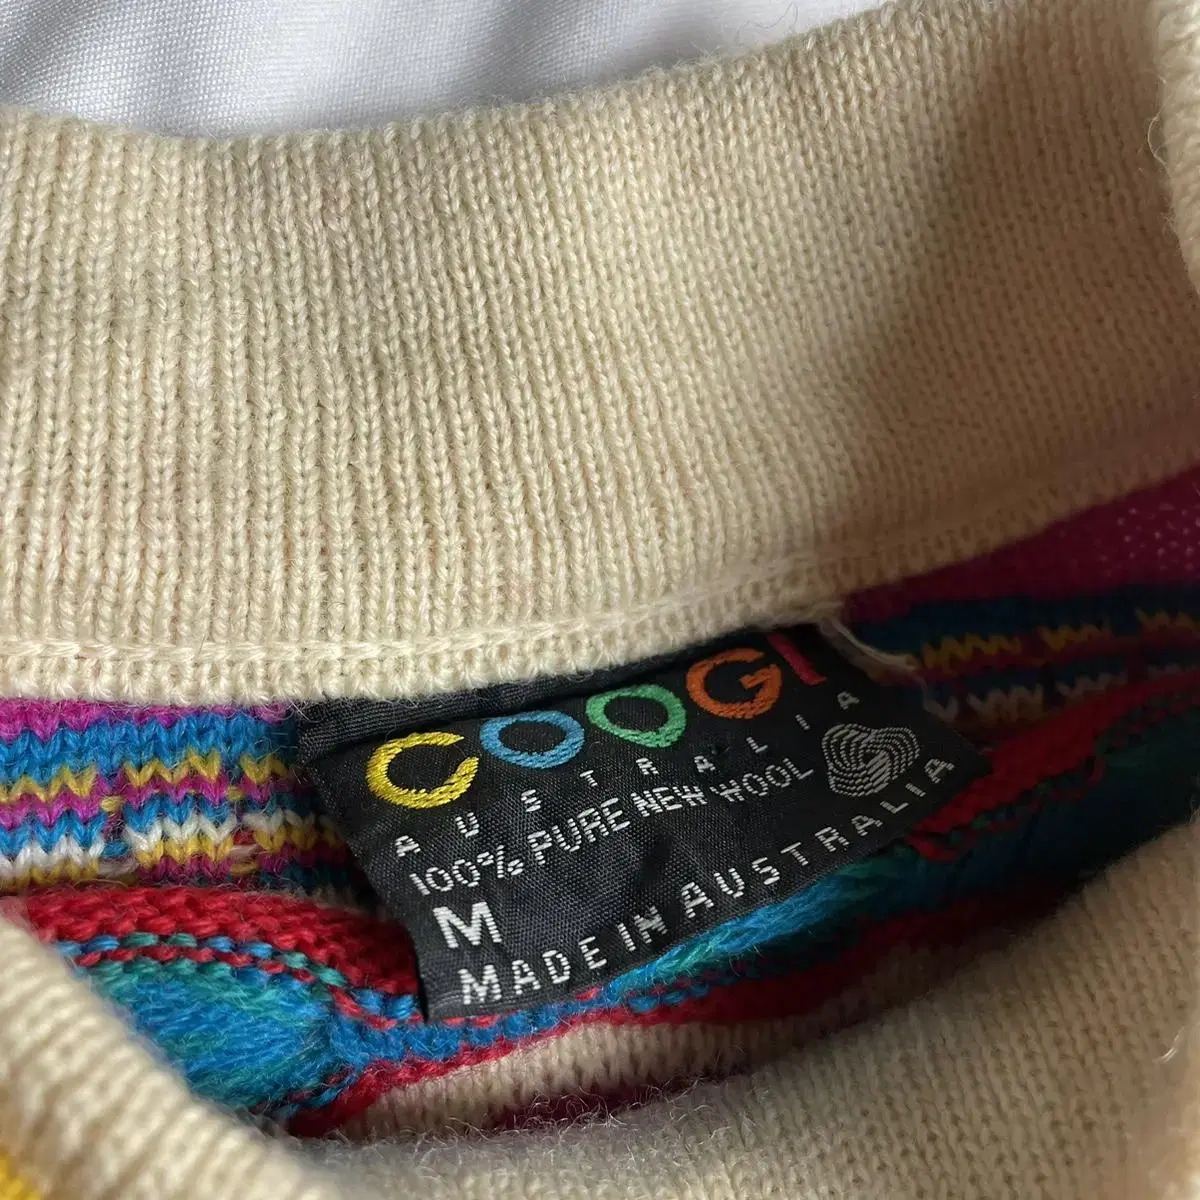 COOGI
AUSTRALIA
100% PURE NEW WOOL
M
MADE IN AUSTRALIA